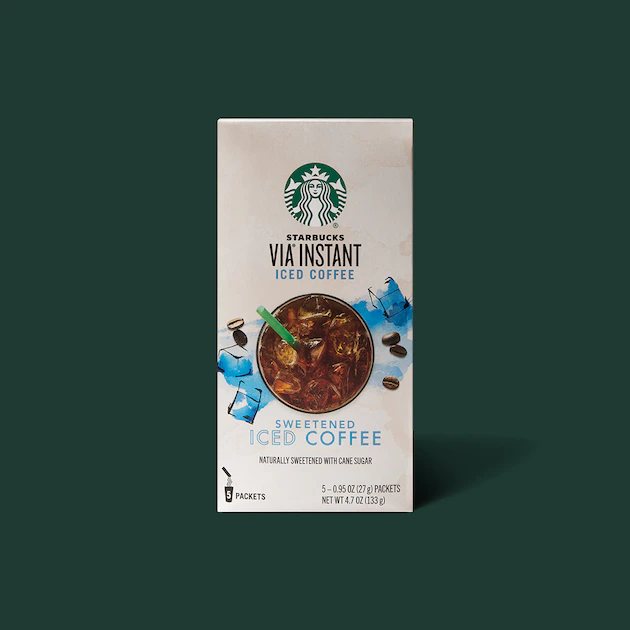 ®
STARBUCKS
VIA® INSTANT
ICED COFFEE
SWEETENED
ICED COFFEE
NATURALLY SWEETENED WITH CANE SUGAR
5 PACKETS
5 – 0.95 OZ (27 g) PACKETS
NET WT 4.7 OZ (133 g)